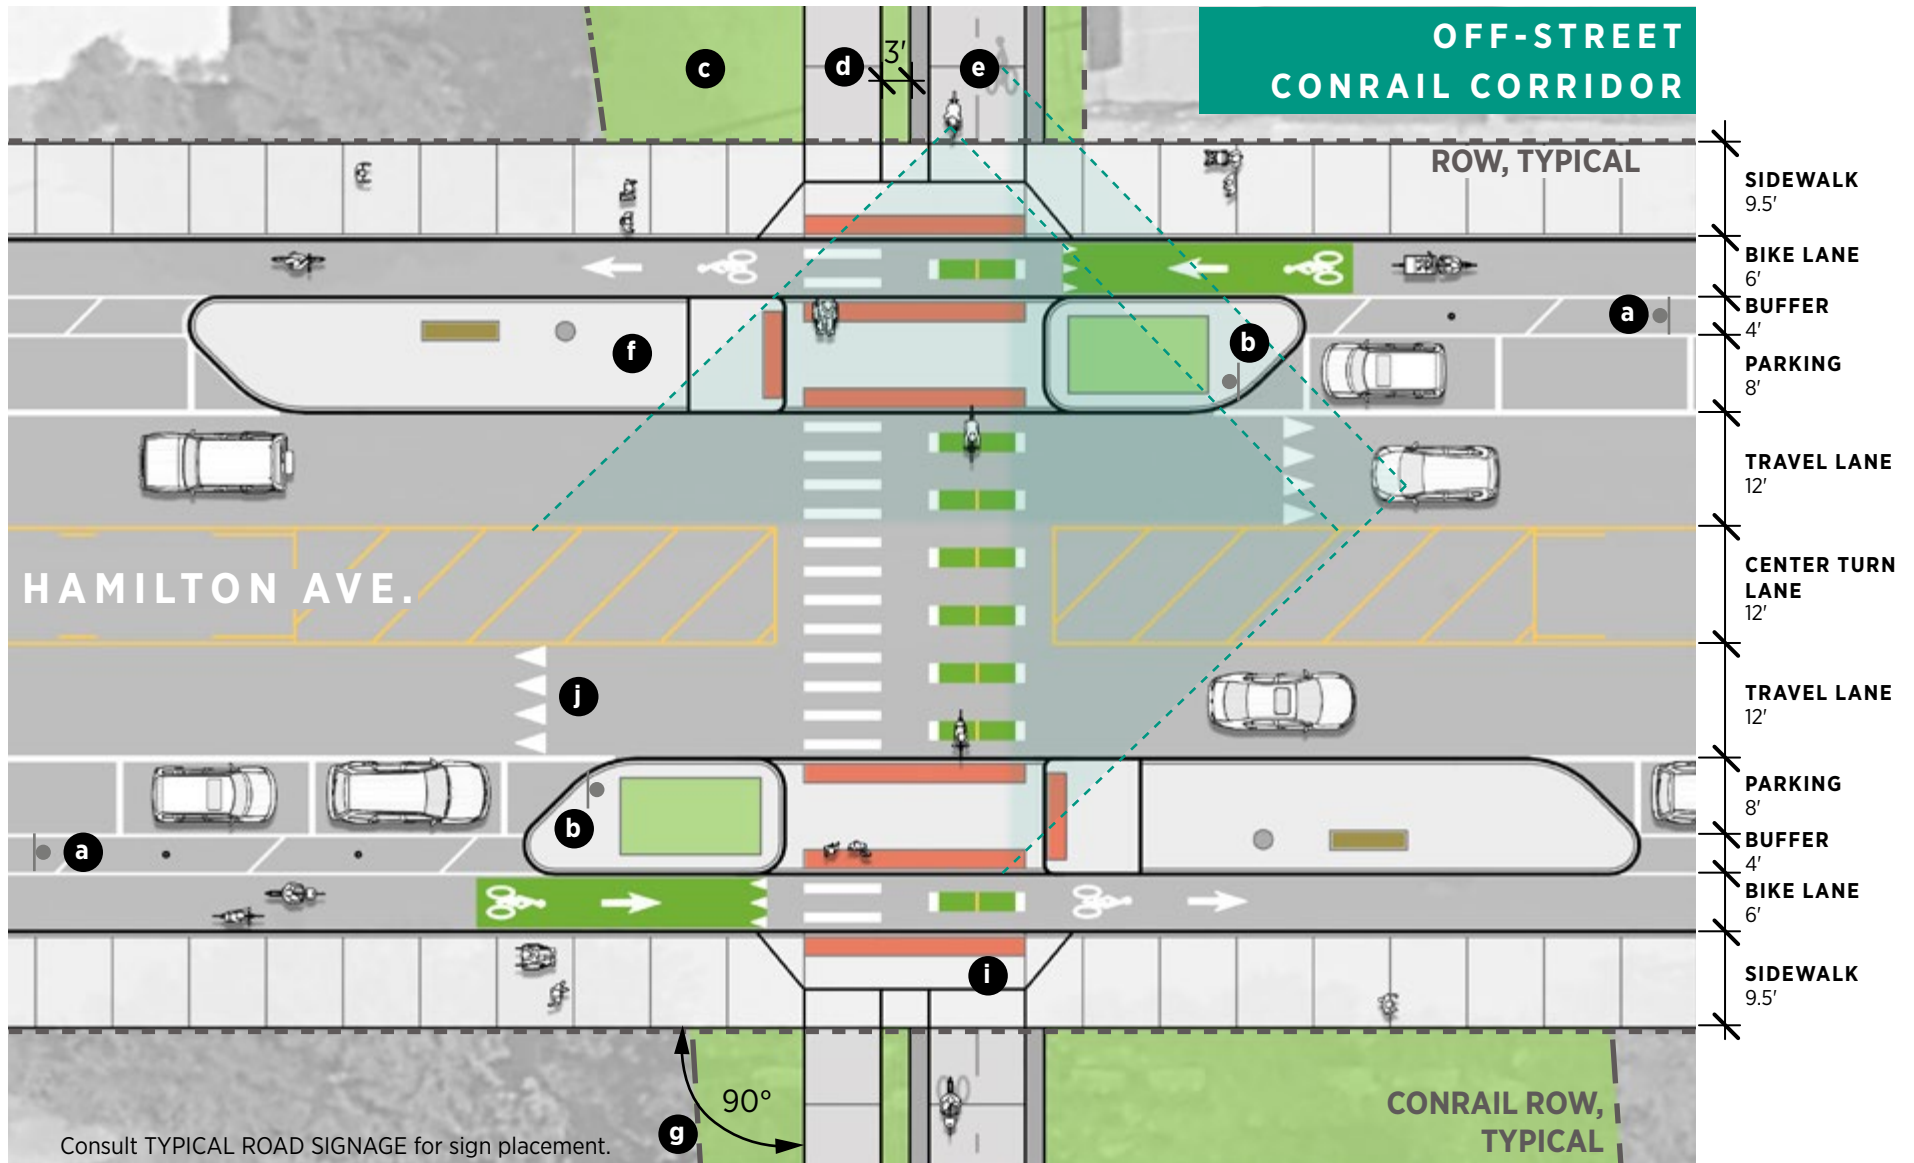 OFF-STREET
CONRAIL CORRIDOR
c
d
3'
e
ROW, TYPICAL
SIDEWALK
9.5'
BIKE LANE
6'
BUFFER
4'
PARKING
8'
TRAVEL LANE
12'
CENTER TURN
LANE
12'
TRAVEL LANE
12'
PARKING
8'
BUFFER
4'
BIKE LANE
6'
SIDEWALK
9.5'
a
b
f
HAMILTON AVE.
j
b
a
i
g
90°
CONRAIL ROW,
TYPICAL
Consult TYPICAL ROAD SIGNAGE for sign placement.